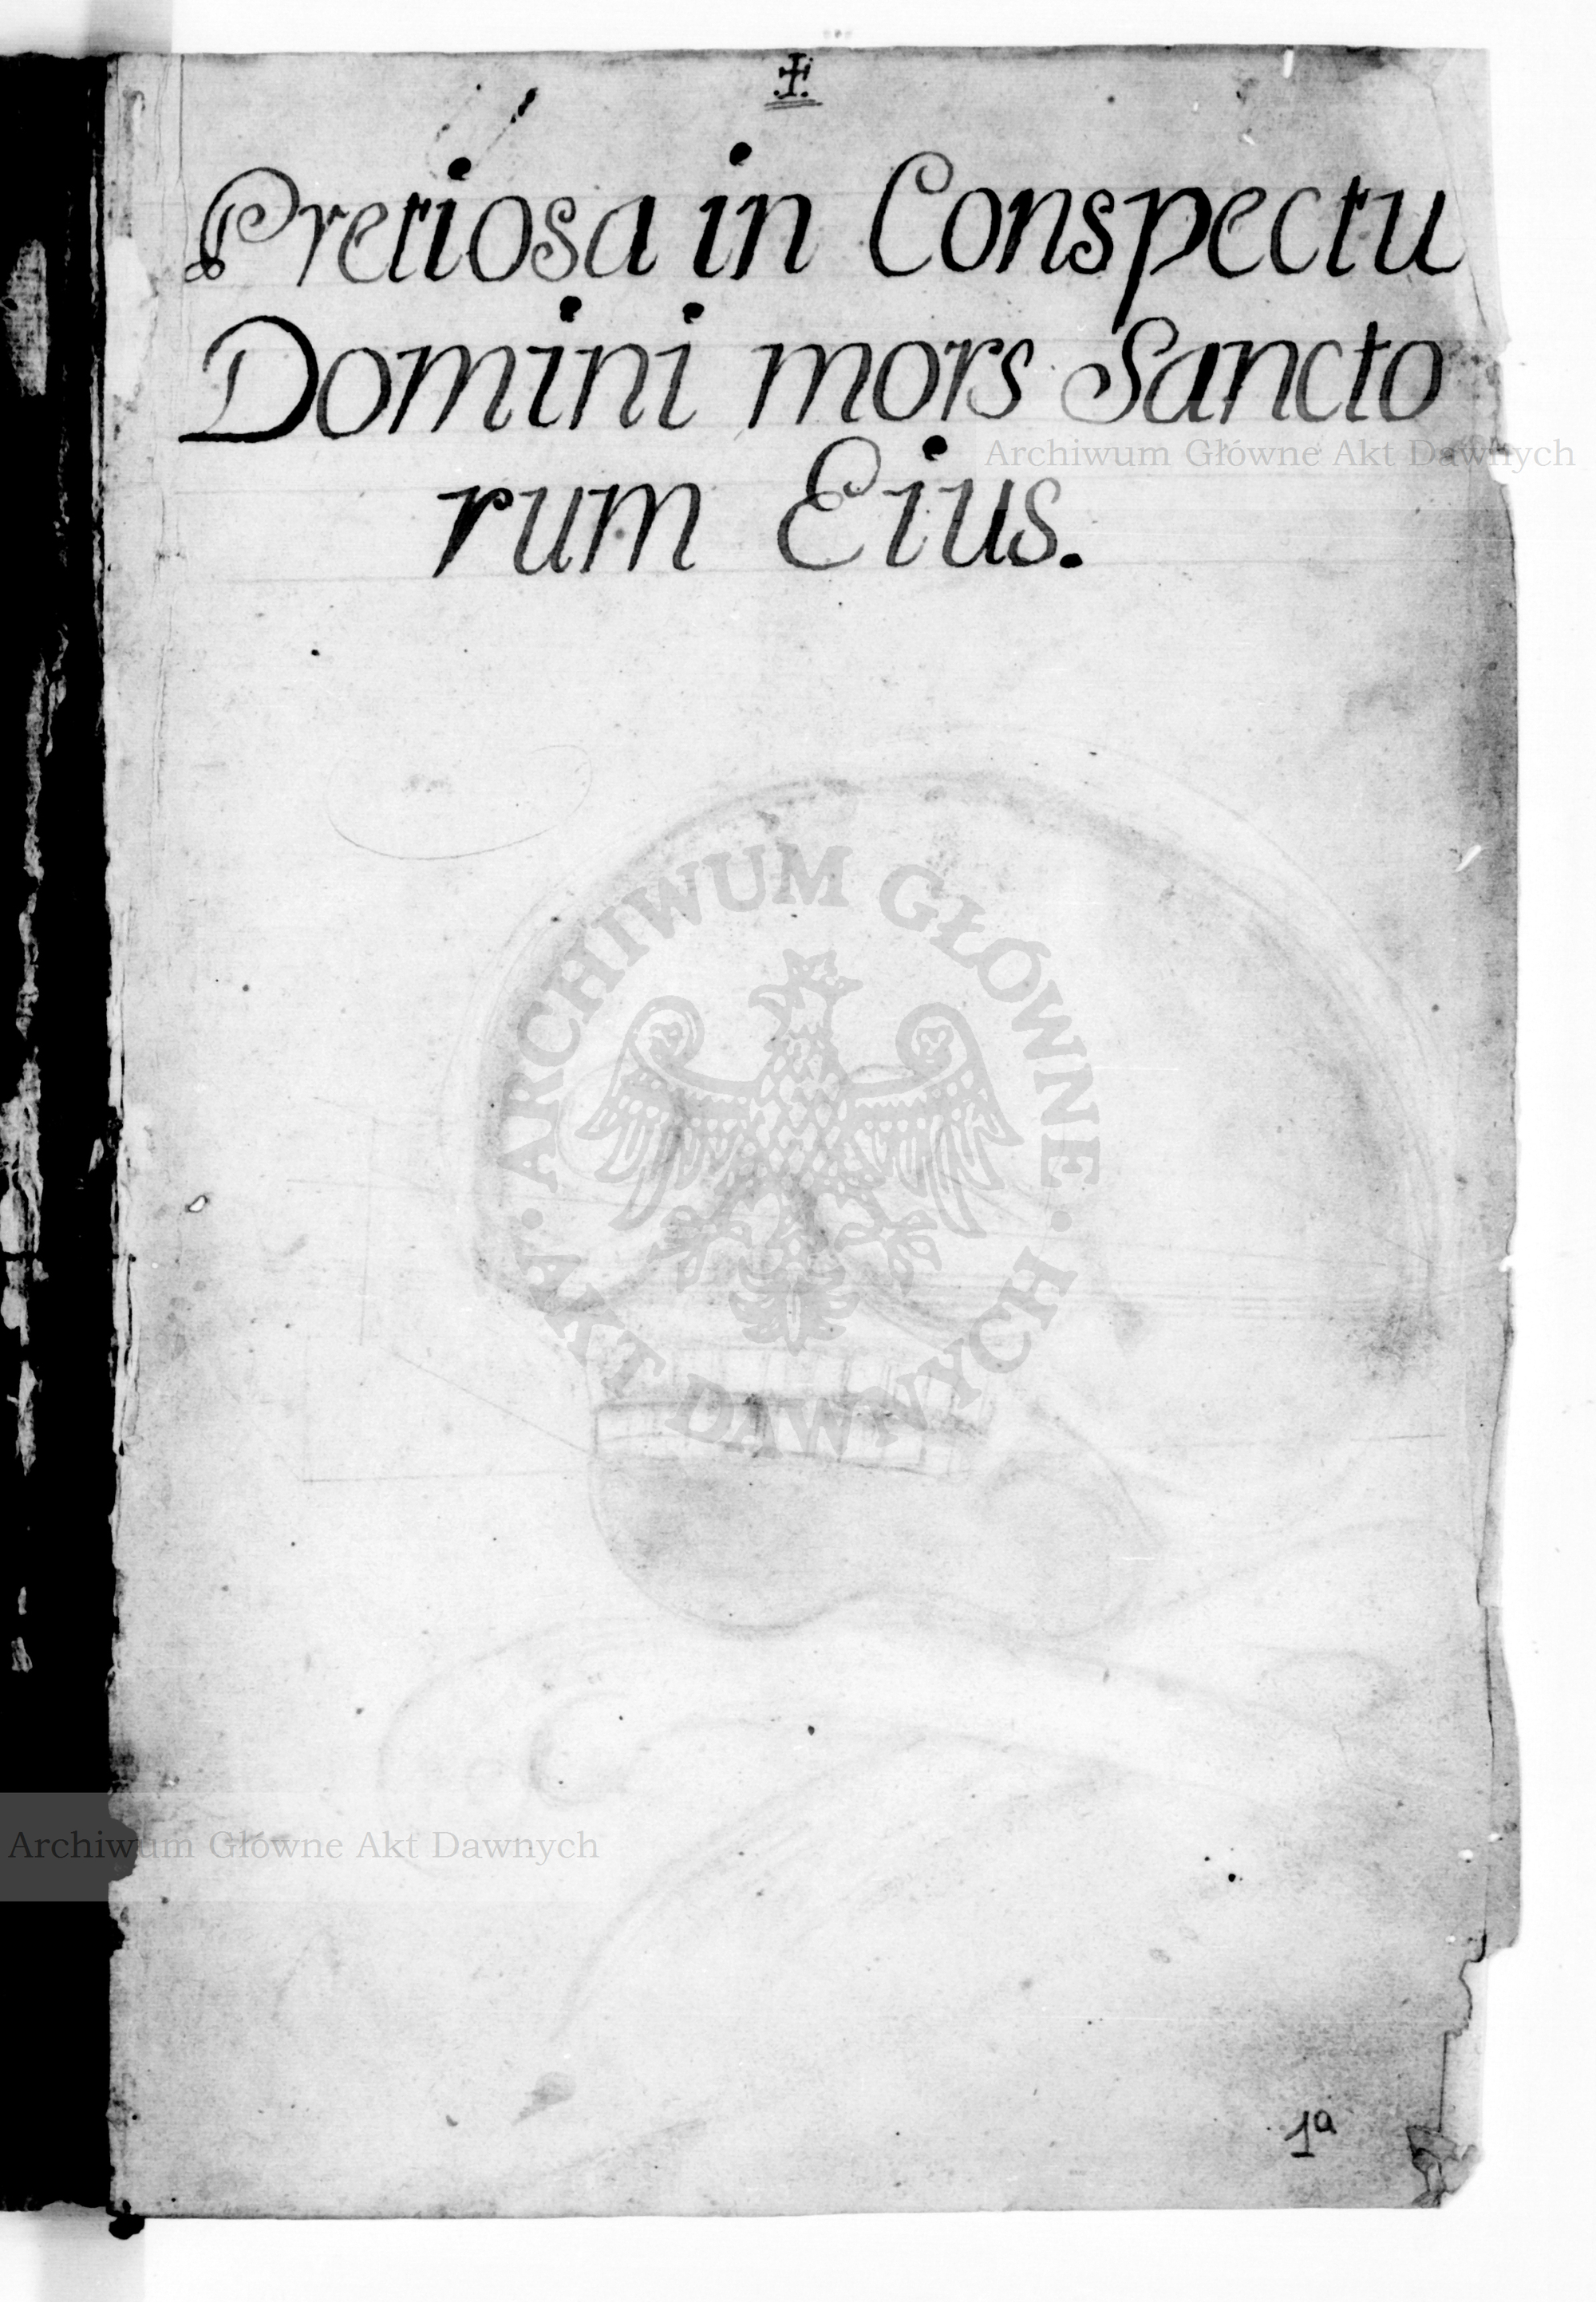 ✝
Pretiosa in Conspectu
Domini mors Sancto
rum Eius.
Archiwum Główne Akt Dawnych
ARCHIWUM GŁÓWNE · AKT DAWNYCH ·
Archiwum Główne Akt Dawnych
1a